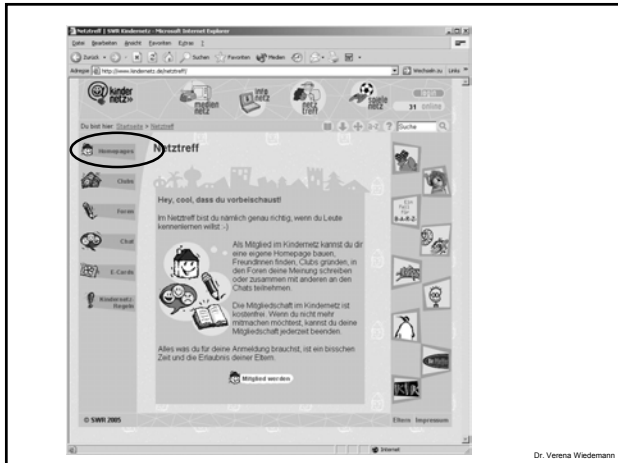 Netztreff | SWR Kindernetz - Microsoft Internet Explorer
Datei Bearbeiten Ansicht Favoriten Extras ?
Zurück Suchen Favoriten Medien
Adresse http://www.kindernetz.de/netztreff/ Wechseln zu Links
kinder
netz
medien
netz
info
netz
netz
treff
spiele
netz
31 online
Du bist hier: Startseite > Netztreff
A-Z ? Suche
Homepages
Clubs
Foren
Chat
E-Cards
Kindernetz-
Regeln
Netztreff
Hey, cool, dass du vorbeischaust!
Im Netztreff bist du nämlich genau richtig, wenn du Leute
kennenlernen willst :-)
Als Mitglied im Kindernetz kannst du dir
eine eigene Homepage bauen,
FreundInnen finden, Clubs gründen, in
den Foren deine Meinung schreiben
oder zusammen mit anderen an den
Chats teilnehmen.
Die Mitgliedschaft im Kindernetz ist
kostenfrei. Wenn du nicht mehr
mitmachen möchtest, kannst du deine
Mitgliedschaft jederzeit beenden.
Alles was du für deine Anmeldung brauchst, ist ein bisschen
Zeit und die Erlaubnis deiner Eltern.
Mitglied werden
Ein
Fall
für
B.A.R.Z.
© SWR 2005
Eltern Impressum
Internet
Dr. Verena Wiedemann